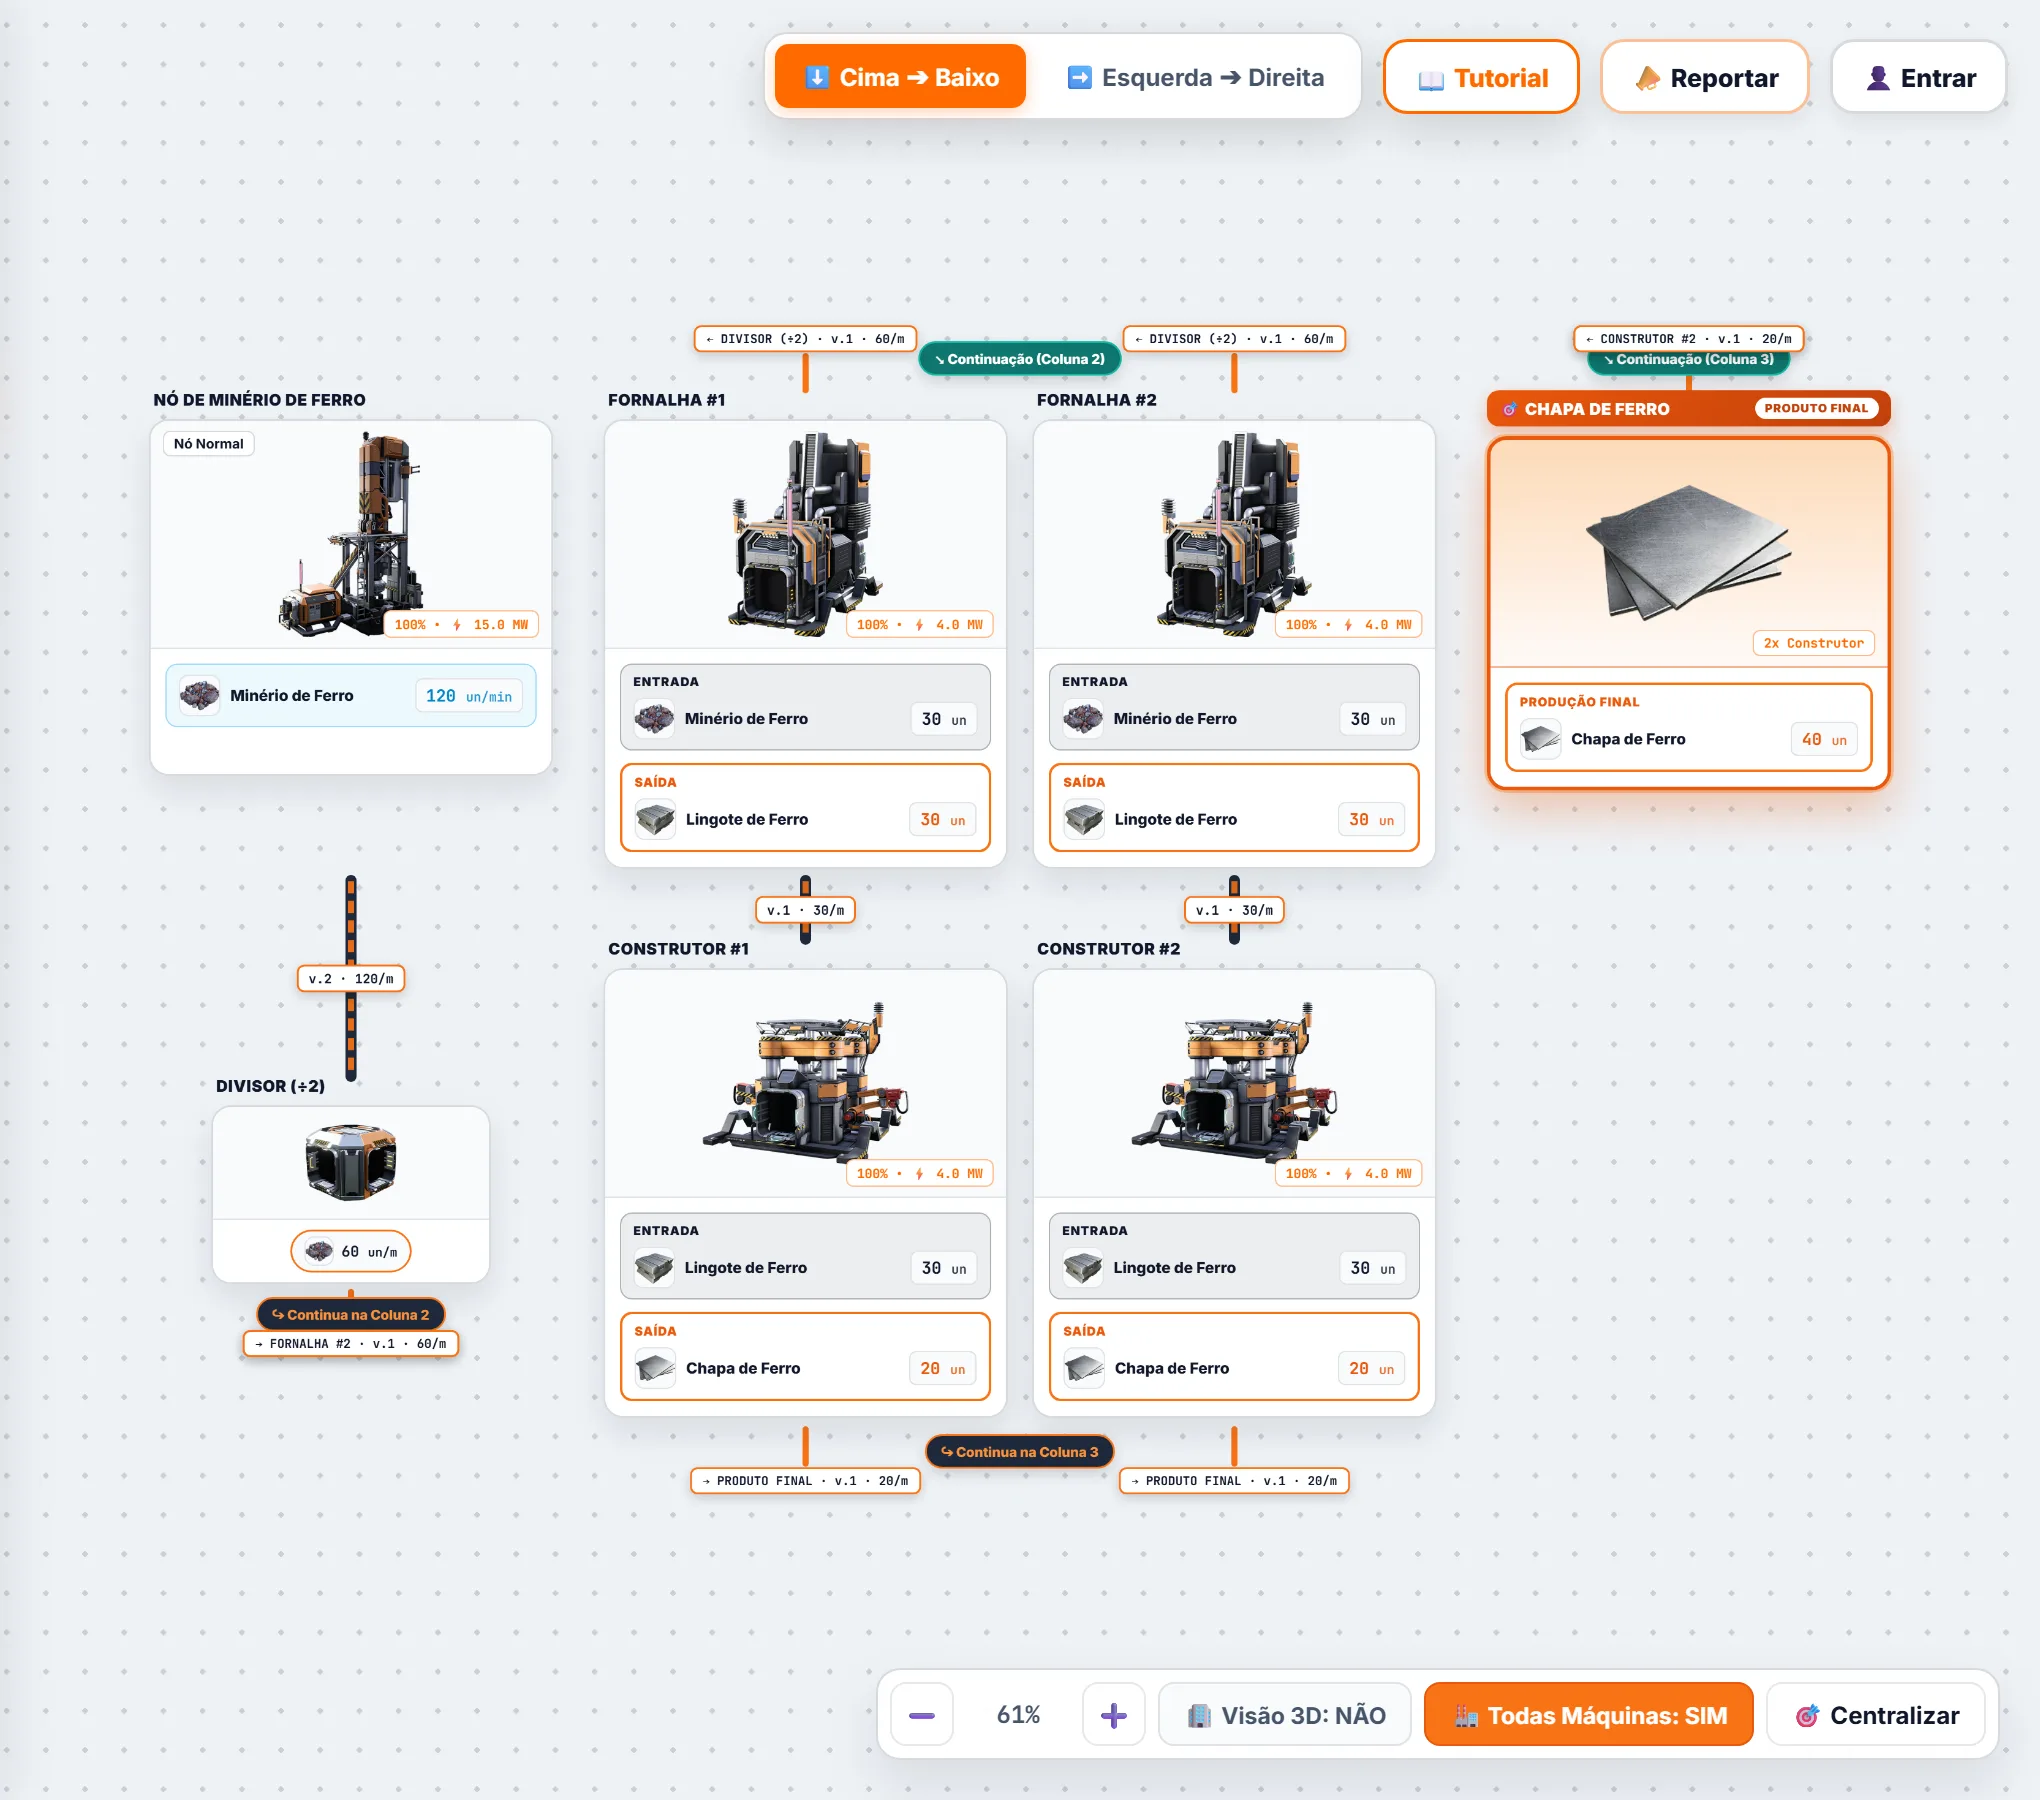 ⬇️ Cima ➔ Baixo
➡️ Esquerda ➔ Direita
📖 Tutorial
📣 Reportar
👤 Entrar
NÓ DE MINÉRIO DE FERRO
Nó Normal
100% • ⚡ 15.0 MW
Minério de Ferro
120 un/min
v.2 · 120/m
DIVISOR (÷2)
60 un/m
↪ Continua na Coluna 2
→ FORNALHA #2 · v.1 · 60/m
← DIVISOR (÷2) · v.1 · 60/m
↘ Continuação (Coluna 2)
← DIVISOR (÷2) · v.1 · 60/m
FORNALHA #1
100% • ⚡ 4.0 MW
ENTRADA
Minério de Ferro
30 un
SAÍDA
Lingote de Ferro
30 un
v.1 · 30/m
CONSTRUTOR #1
100% • ⚡ 4.0 MW
ENTRADA
Lingote de Ferro
30 un
SAÍDA
Chapa de Ferro
20 un
→ PRODUTO FINAL · v.1 · 20/m
FORNALHA #2
100% • ⚡ 4.0 MW
ENTRADA
Minério de Ferro
30 un
SAÍDA
Lingote de Ferro
30 un
v.1 · 30/m
CONSTRUTOR #2
100% • ⚡ 4.0 MW
ENTRADA
Lingote de Ferro
30 un
SAÍDA
Chapa de Ferro
20 un
↪ Continua na Coluna 3
→ PRODUTO FINAL · v.1 · 20/m
← CONSTRUTOR #2 · v.1 · 20/m
↘ Continuação (Coluna 3)
🎯 CHAPA DE FERRO
PRODUTO FINAL
2x Construtor
PRODUÇÃO FINAL
Chapa de Ferro
40 un
61%
🏢 Visão 3D: NÃO
🏭 Todas Máquinas: SIM
🎯 Centralizar